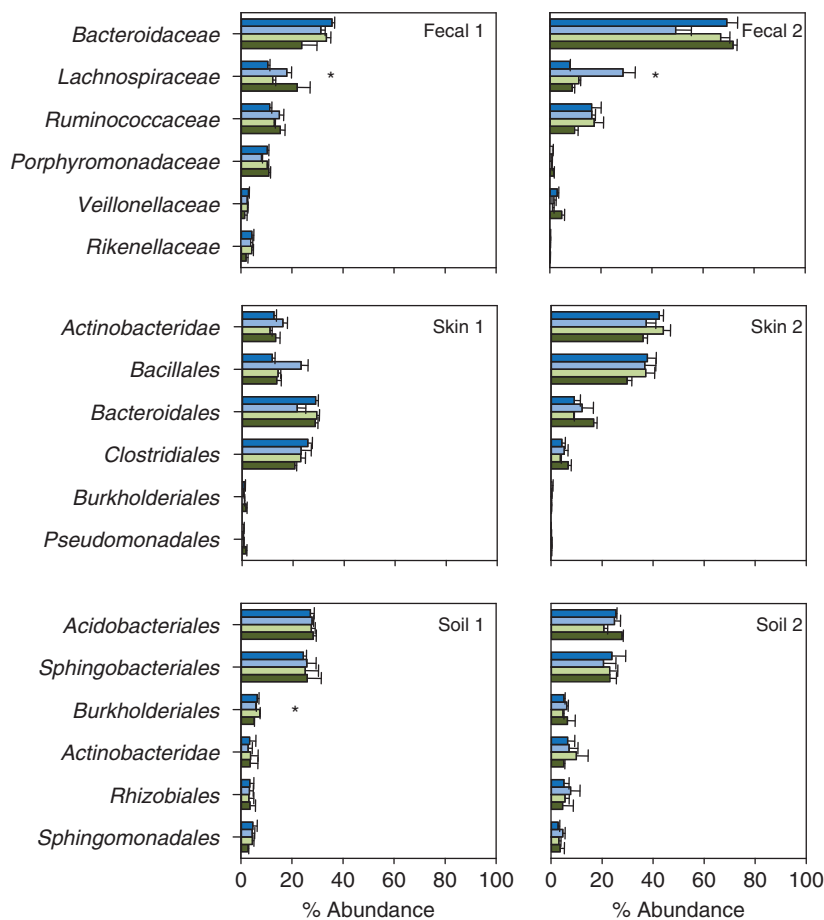 Fecal 1
Fecal 2
Bacteroidaceae
Lachnospiraceae
*
*
Ruminococcaceae
Porphyromonadaceae
Veillonellaceae
Rikenellaceae
Skin 1
Skin 2
Actinobacteridae
Bacillales
Bacteroidales
Clostridiales
Burkholderiales
Pseudomonadales
Soil 1
Soil 2
Acidobacteriales
Sphingobacteriales
Burkholderiales
*
Actinobacteridae
Rhizobiales
Sphingomonadales
0 20 40 60 80 100
0 20 40 60 80 100
% Abundance
% Abundance